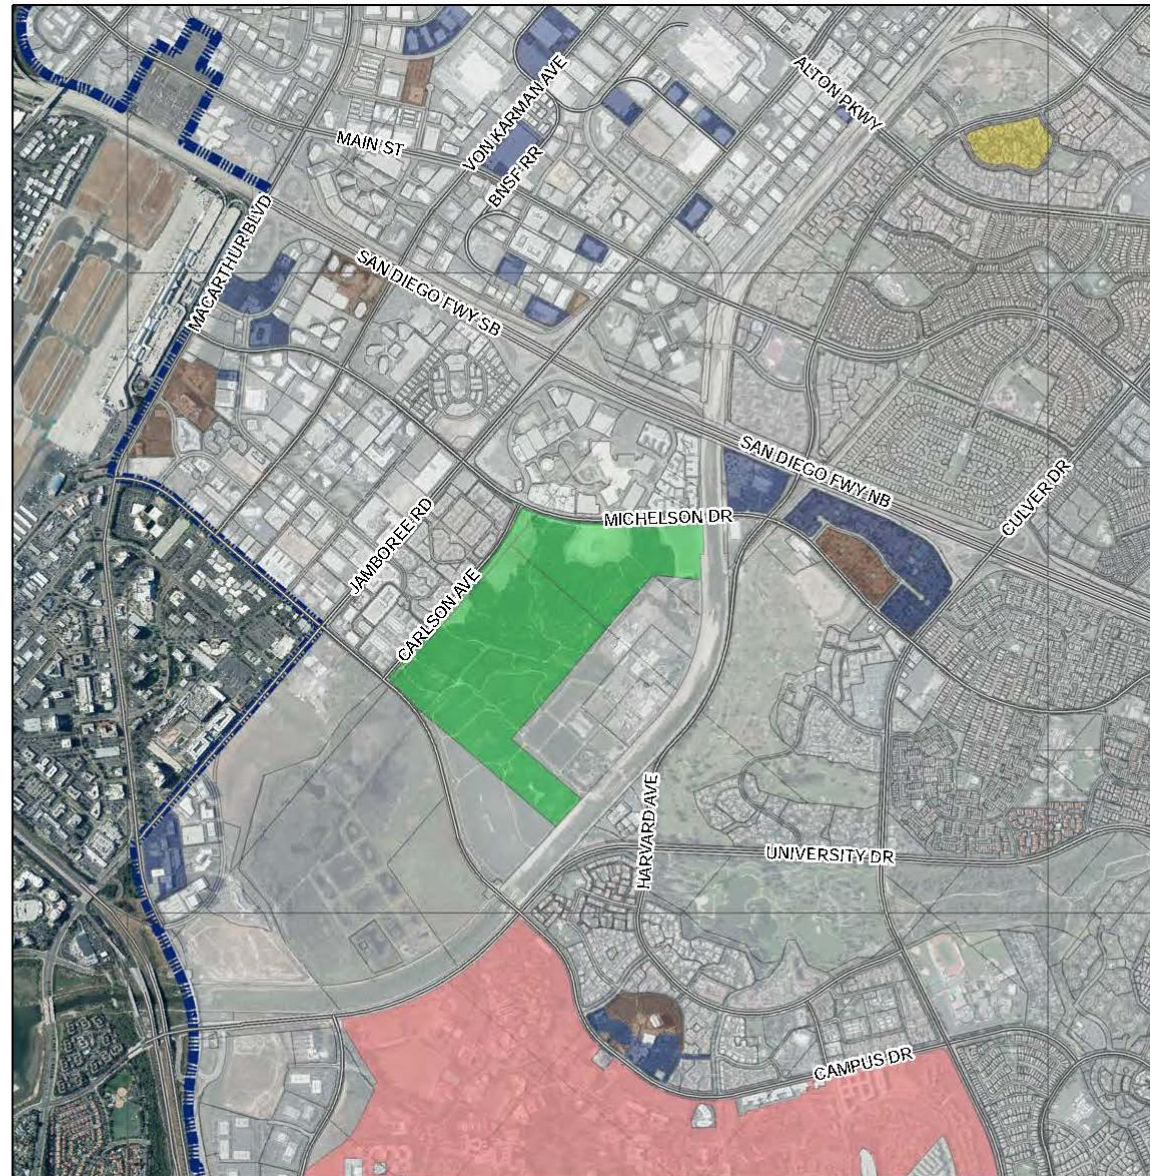 ALTON PKWY
VON KARMAN AVE
MAIN ST
BNSF RR
MACARTHUR BLVD
SAN DIEGO FWY SB
SAN DIEGO FWY NB
CULVER DR
JAMBOREE RD
MICHELSON DR
CARLSON AVE
HARVARD AVE
UNIVERSITY DR
CAMPUS DR